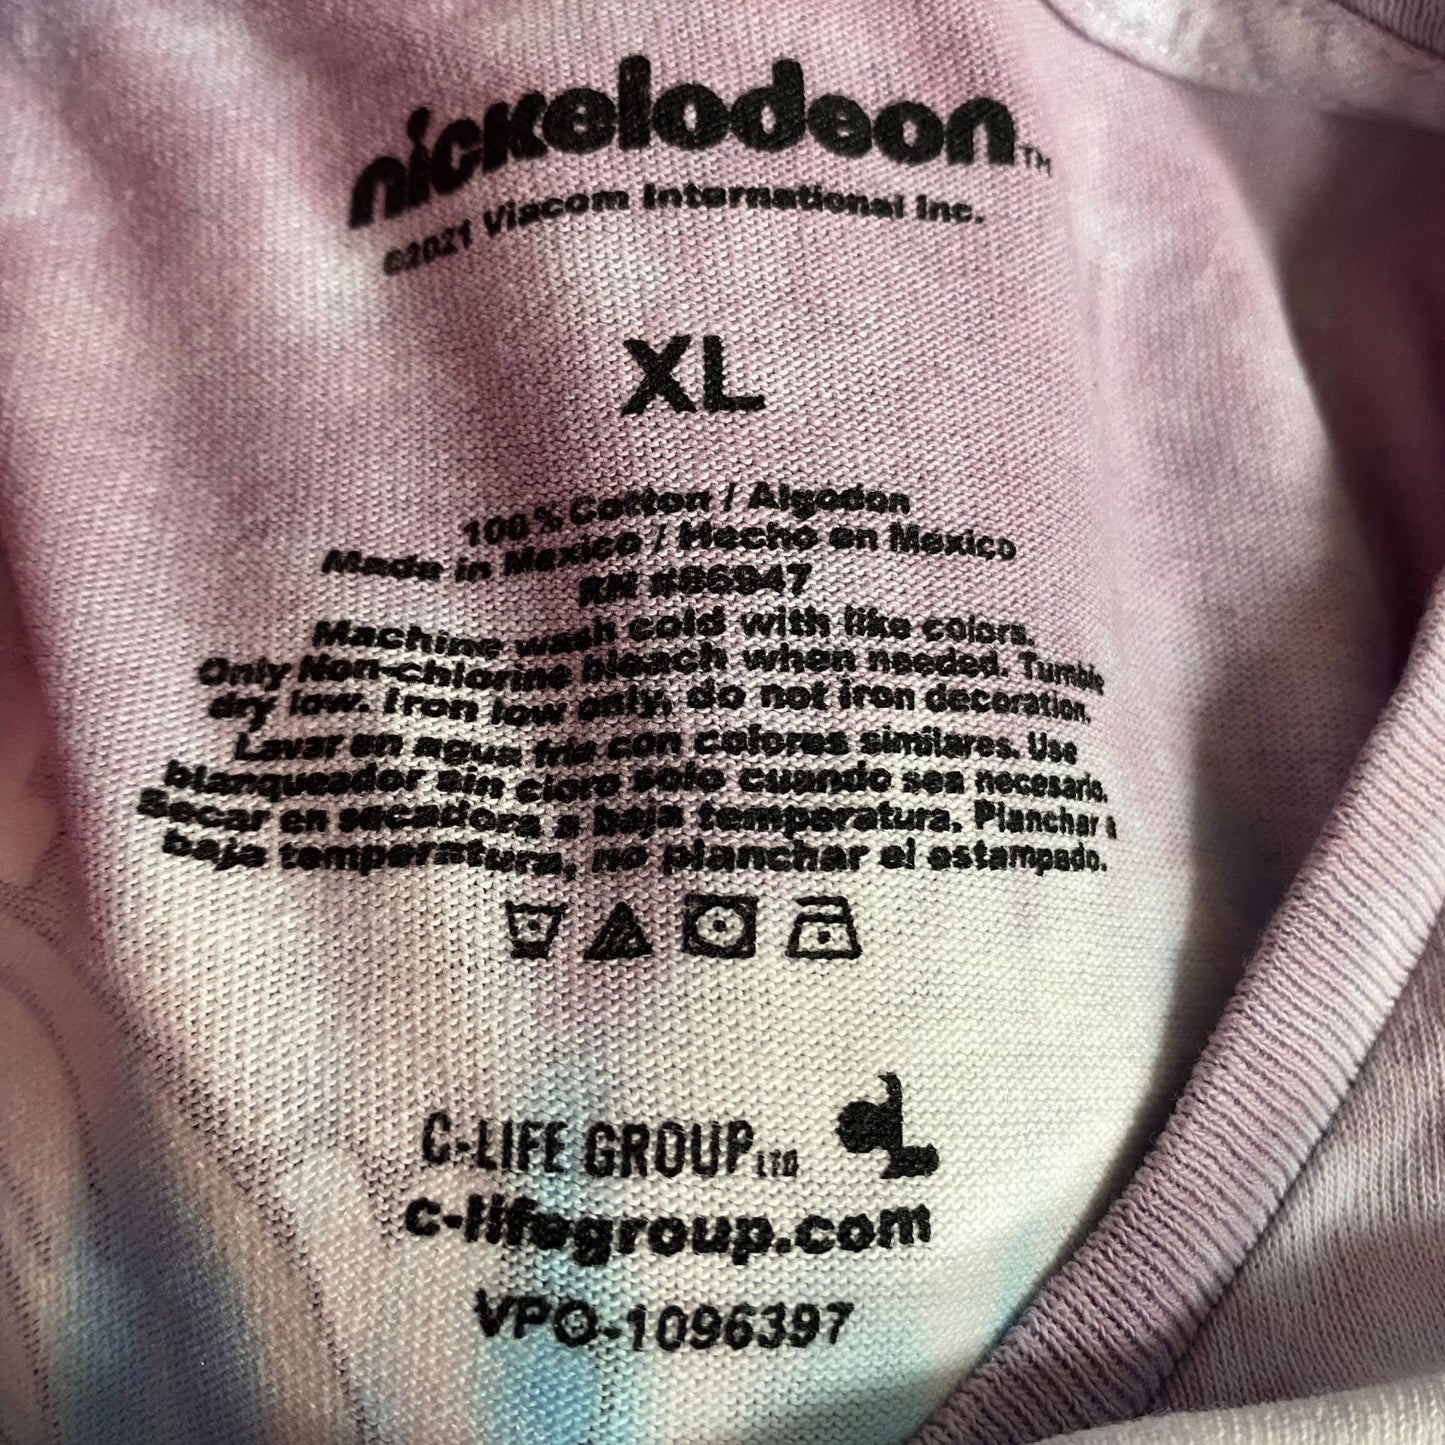 nickelodeon™
©2021 Viacom International Inc.
XL
100% Cotton / Algodon
Made in Mexico / Hecho en Mexico
RN #86947
Machine wash cold with like colors.
Only Non-chlorine bleach when needed. Tumble
dry low. Iron low only, do not iron decoration.
Lavar en agua fria con colores similares. Use
blanqueador sin cloro solo cuando sea necesario.
Secar en secadora a baja temperatura. Planchar a
baja temperatura, no planchar el estampado.
C-LIFE GROUP LTD
c-lifegroup.com
VPO-1096397